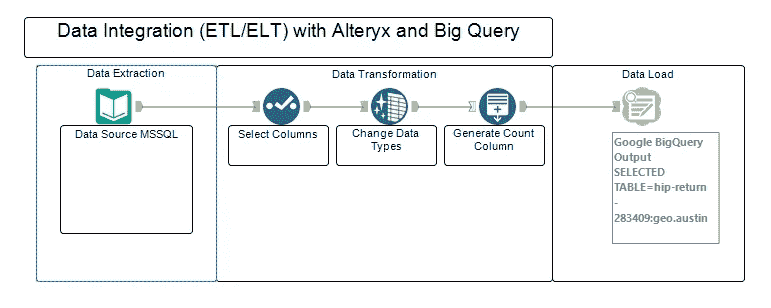 Data Integration (ETL/ELT) with Alteryx and Big Query
Data Extraction
Data Transformation
Data Load
Data Source MSSQL
Select Columns
Change Data
Types
Generate Count
Column
Google BigQuery
Output
SELECTED
TABLE=hip-return
-
283409:geo.austin